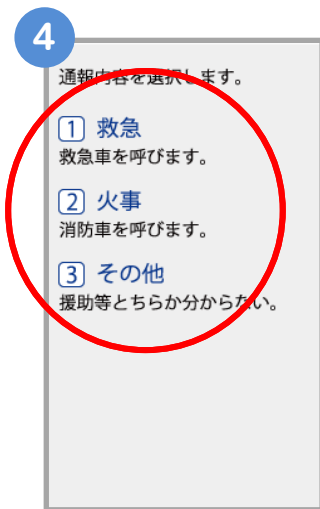 4
通報内容を選択します。
1 救急
救急車を呼びます。
2 火事
消防車を呼びます。
3 その他
援助等とちらか分からない。